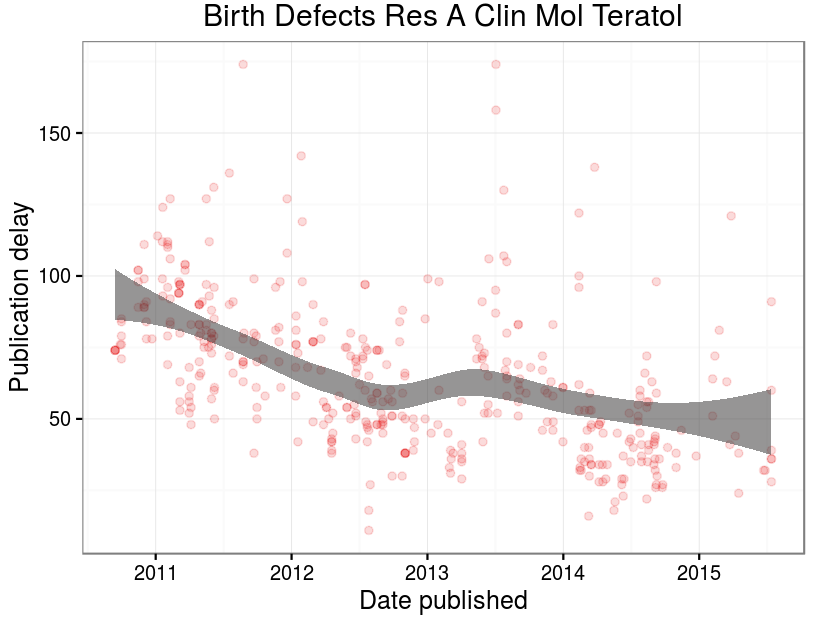 Birth Defects Res A Clin Mol Teratol
150
100
50
Publication delay
2011 2012 2013 2014 2015
Date published